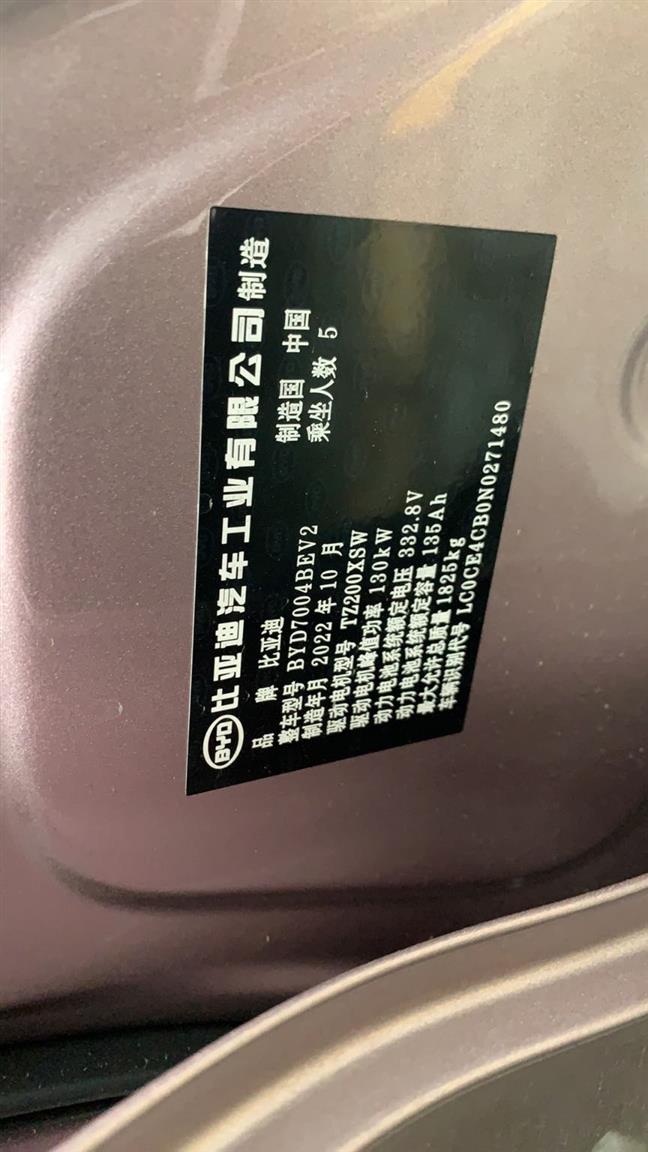 BYD 比亚迪汽车工业有限公司制造
品 牌 比亚迪 制造国 中国
整车型号 BYD7004BEV2 乘坐人数 5
制造年月 2022 年 10 月
驱动电机型号 TZ200XSW
驱动电机峰值功率 130kW
动力电池系统额定电压 332.8V
动力电池系统额定容量 135Ah
最大允许总质量 1825kg
车辆识别代号 LC0CE4CB0N0271480